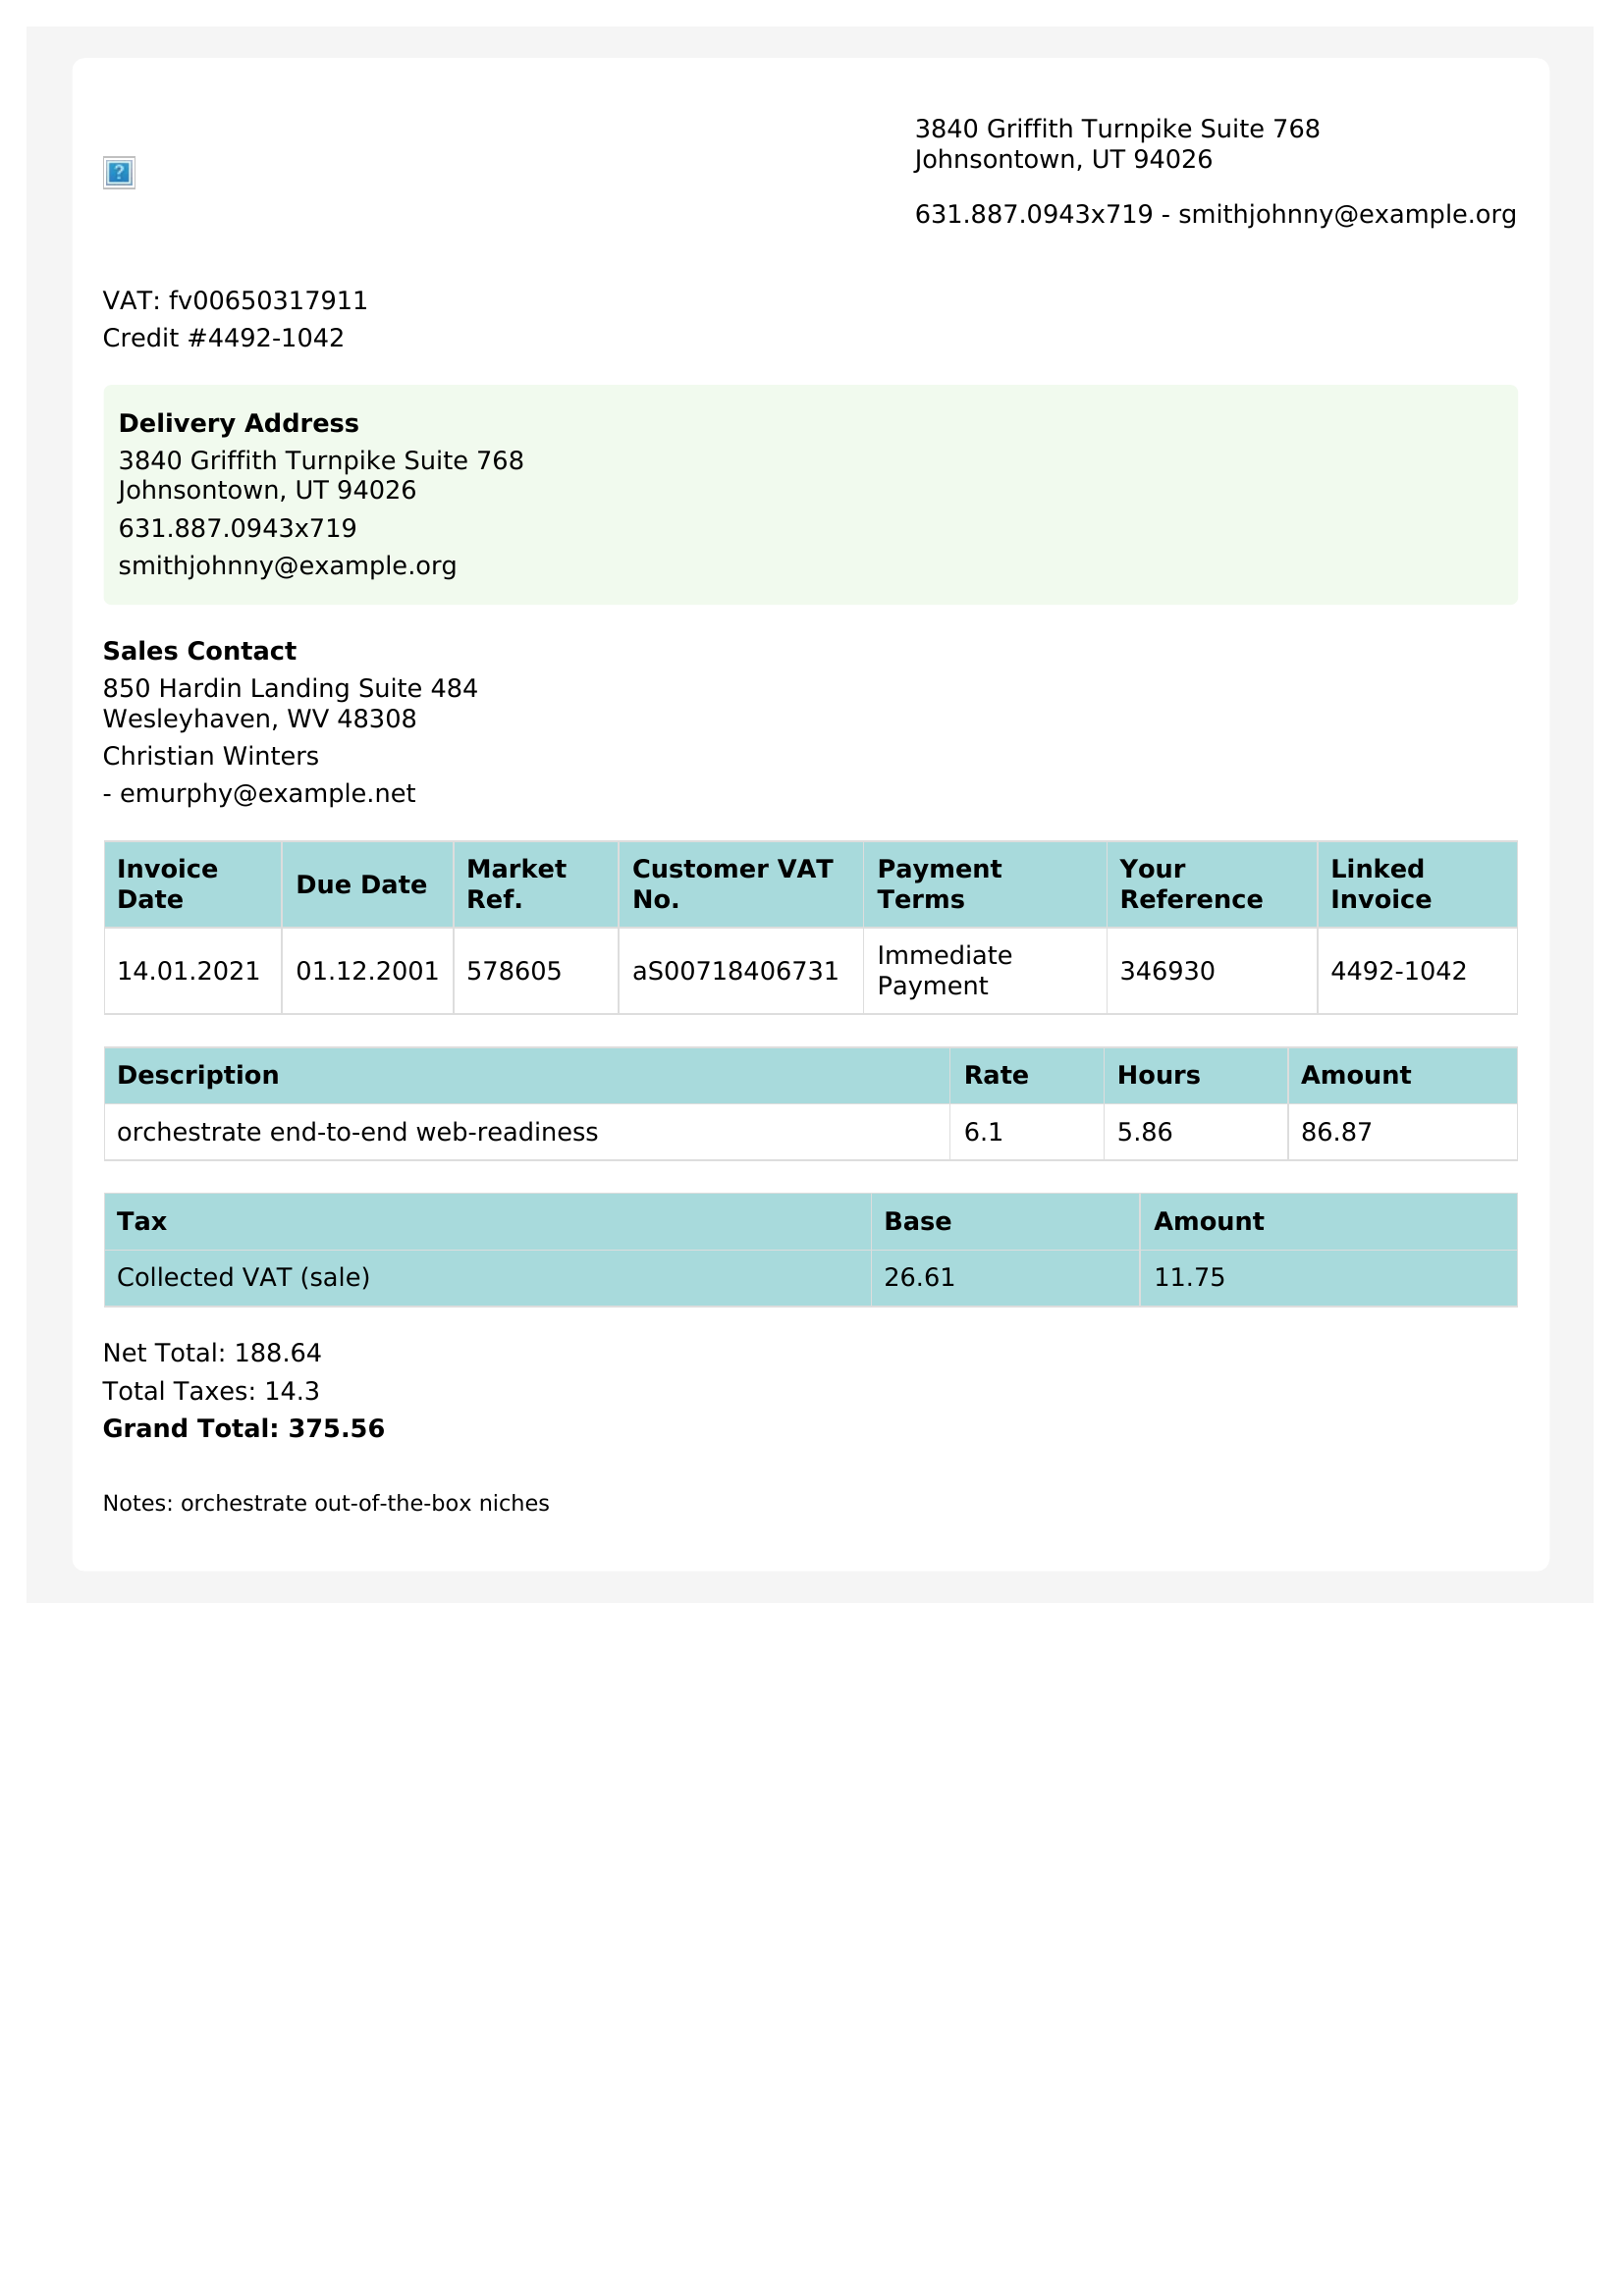 3840 Griffith Turnpike Suite 768
Johnsontown, UT 94026
631.887.0943x719 - smithjohnny@example.org
VAT: fv00650317911
Credit #4492-1042
Delivery Address
3840 Griffith Turnpike Suite 768
Johnsontown, UT 94026
631.887.0943x719
smithjohnny@example.org
Sales Contact
850 Hardin Landing Suite 484
Wesleyhaven, WV 48308
Christian Winters
- emurphy@example.net
Invoice Date Due Date Market Ref. Customer VAT No. Payment Terms Your Reference Linked Invoice
14.01.2021 01.12.2001 578605 aS00718406731 Immediate Payment 346930 4492-1042
Description Rate Hours Amount
orchestrate end-to-end web-readiness 6.1 5.86 86.87
Tax Base Amount
Collected VAT (sale) 26.61 11.75
Net Total: 188.64
Total Taxes: 14.3
Grand Total: 375.56
Notes: orchestrate out-of-the-box niches